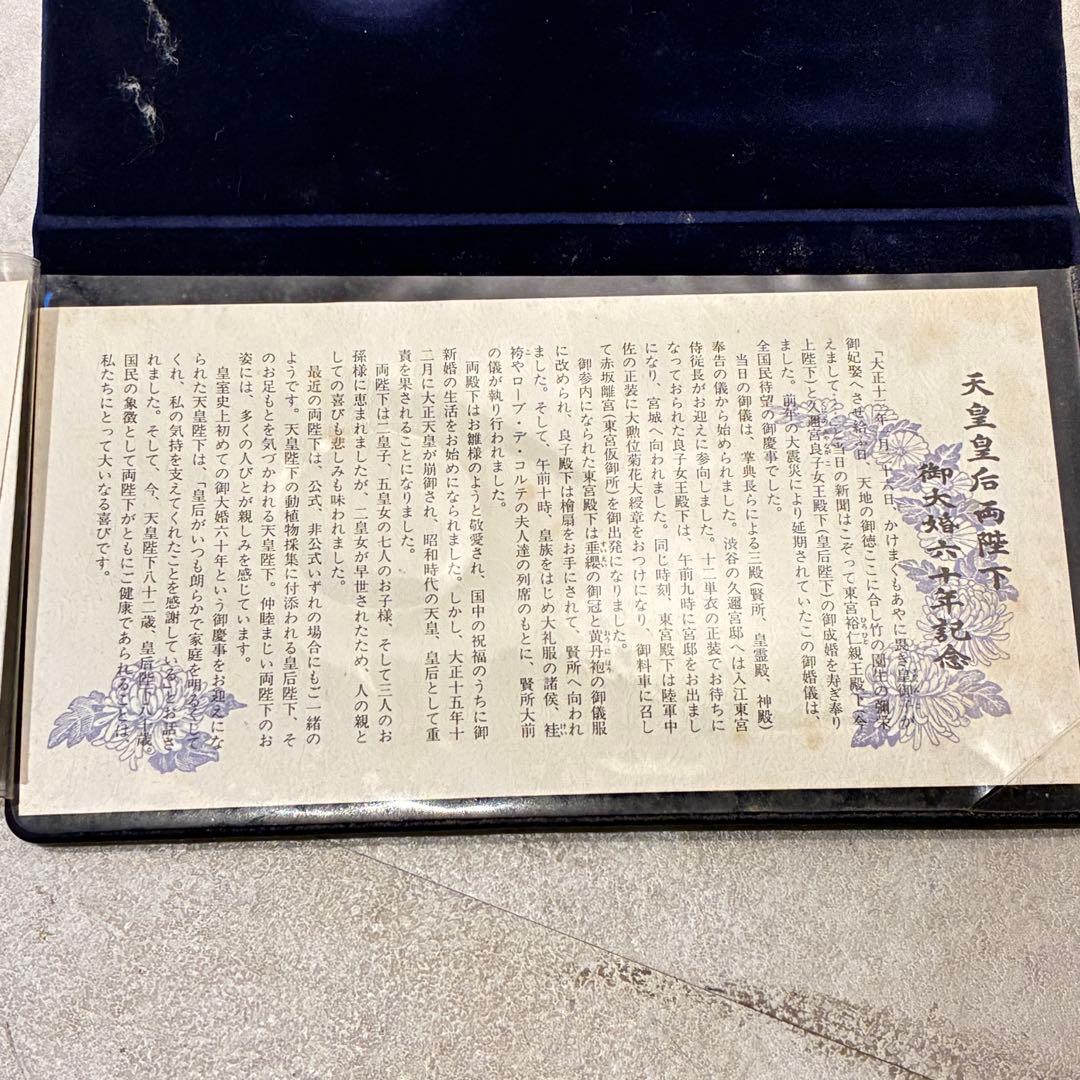 天皇皇后両陛下
御大婚六十年記念
「大正十三年一月二十六日、かけまくもあやに畏き皇御子が
御妃娶へさせ給ふ日、天地の御徳ここに合し竹の園生の彌栄
えまして…」当日の新聞はこぞって東宮裕仁親王殿下(今
ひろひと
上陛下)と久邇宮良子女王殿下(皇后陛下)の御成婚を寿ぎ奉り
ながこ
ました。前年の大震災により延期されていたこの御婚儀は、
全国民待望の御慶事でした。
当日の御儀は、掌典長らによる三殿(賢所、皇霊殿、神殿)
奉告の儀から始められました。渋谷の久邇宮邸へは入江東宮
侍従長がお迎えに参向しました。十二単衣の正装でお待ちに
なっておられた良子女王殿下は、午前九時に宮邸をお出まし
になり、宮城へ向われました。同じ時刻、東宮殿下は陸軍中
佐の正装に大勲位菊花大綬章をおつけになり、御料車に召し
て赤坂離宮(東宮仮御所)を御出発になりました。
御参内になられた東宮殿下は垂纓の御冠と黄丹袍の御儀服
すいえい
おうにほう
に改められ、良子殿下は檜扇をお手にされて、賢所へ向われ
ました。そして、午前十時、皇族をはじめ大礼服の諸侯、袿
けい
袴やローブ・デ・コルテの夫人達の列席のもとに、賢所大前
こ
の儀が執り行われました。
両殿下はお雛様のようと敬愛され、国中の祝福のうちに御
新婚の生活をお始めになられました。しかし、大正十五年十
二月に大正天皇が崩御され、昭和時代の天皇、皇后として重
責を果されることになりました。
両陛下は二皇子、五皇女の七人のお子様、そして三人のお
孫様に恵まれましたが、二皇女が早世されたため、人の親と
しての喜びも悲しみも味われました。
最近の両陛下は、公式、非公式いずれの場合にもご一緒の
ようです。天皇陛下の動植物採集に付添われる皇后陛下、そ
のお足もとを気づかわれる天皇陛下。仲睦まじい両陛下のお
姿には、多くの人びとが親しみを感じています。
皇室史上初めての御大婚六十年という御慶事をお迎えにな
られた天皇陛下は、「皇后がいつも朗らかで家庭を明るくして
くれ、私の気持を支えてくれたことを感謝している」とお話さ
れました。そして、今、天皇陛下八十二歳、皇后陛下八十歳。
国民の象徴として両陛下がともにご健康であられることは、
私たちにとって大いなる喜びです。